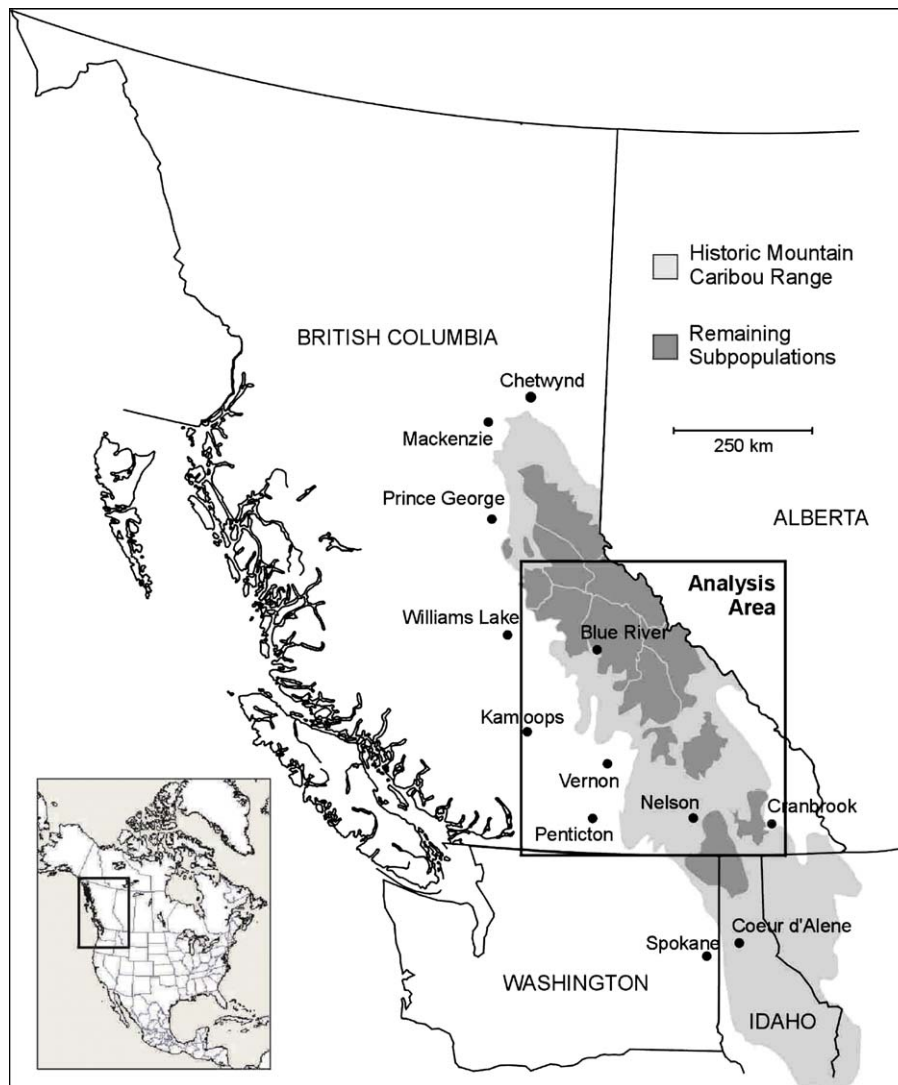 Historic Mountain
Caribou Range
BRITISH COLUMBIA
Remaining
Subpopulations
Chetwynd
Mackenzie
250 km
Prince George
ALBERTA
Analysis
Area
Williams Lake
Blue River
Kamloops
Vernon
Nelson
Cranbrook
Penticton
Coeur d'Alene
Spokane
WASHINGTON
IDAHO